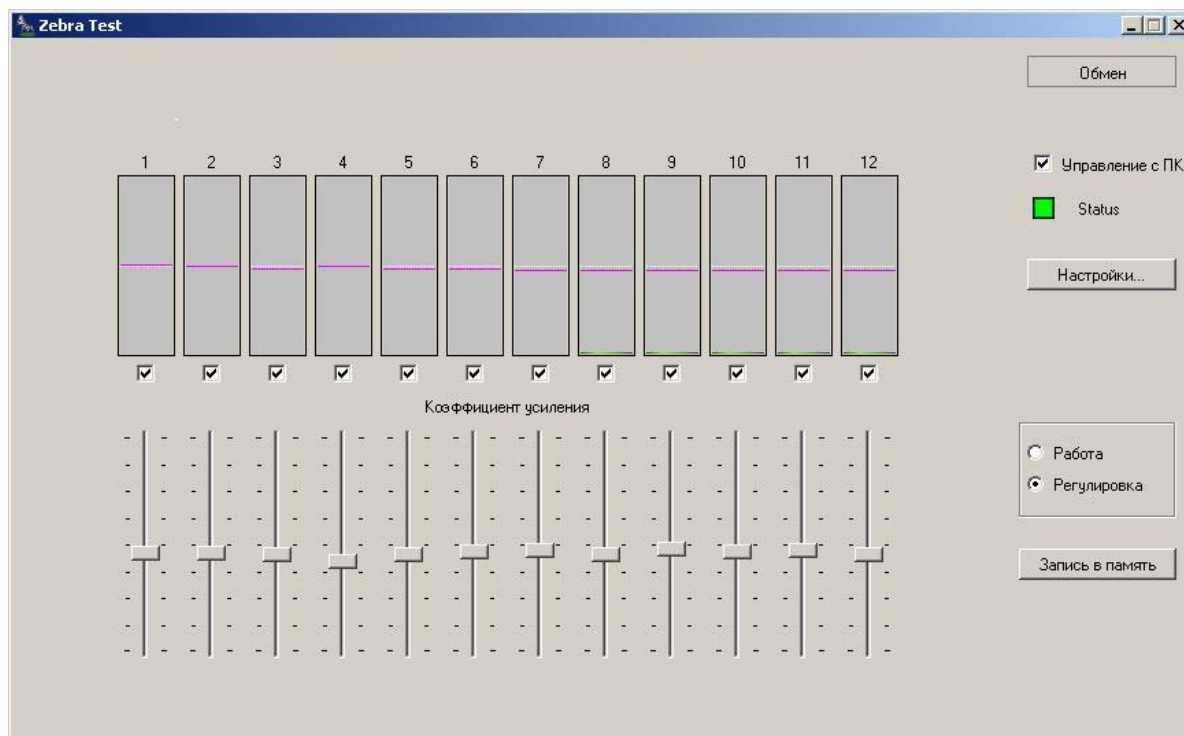 Zebra Test
Обмен
1 2 3 4 5 6 7 8 9 10 11 12
Управление с ПК
Status
Настройки...
Коэффициент усиления
Работа
Регулировка
Запись в память